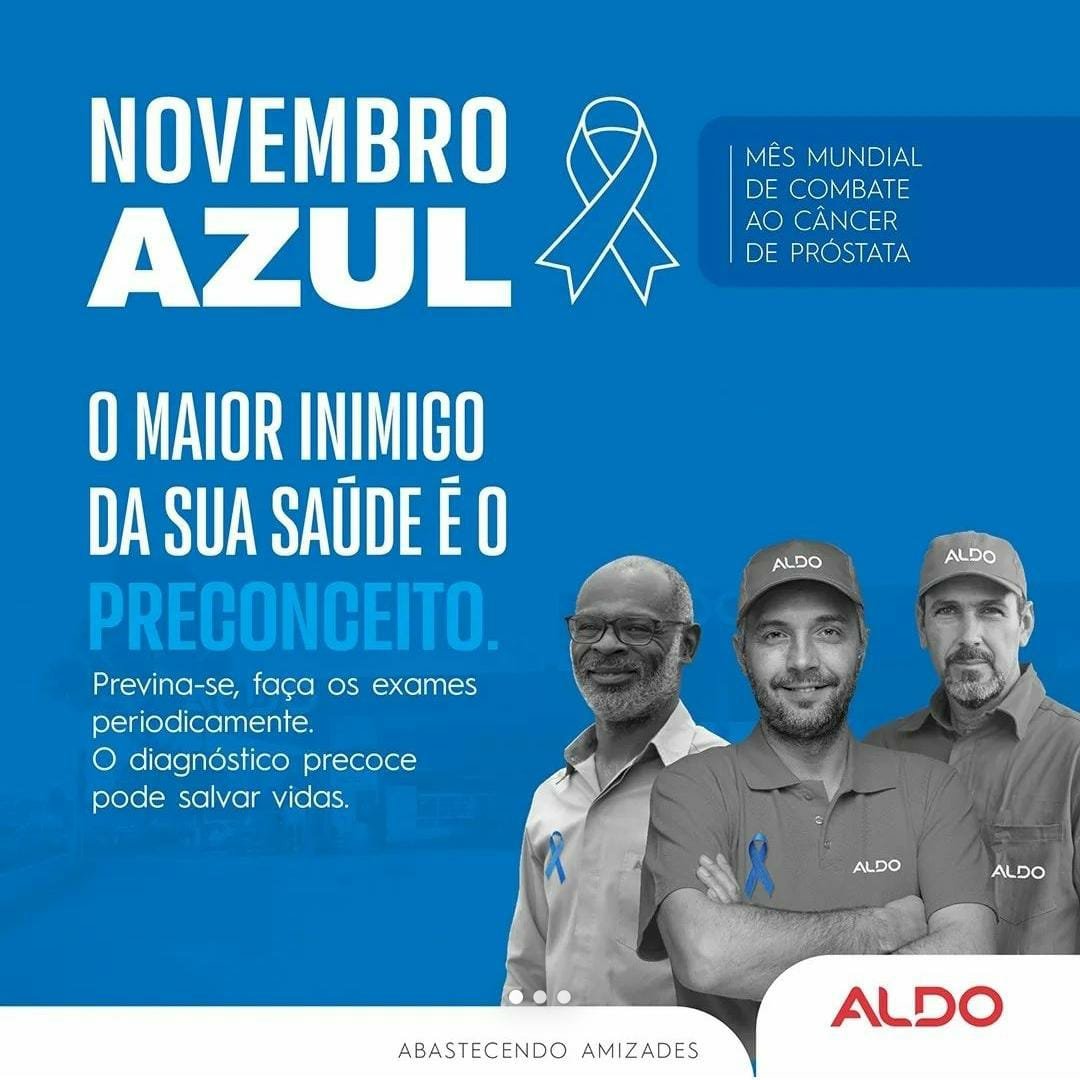 NOVEMBRO
AZUL
MÊS MUNDIAL
DE COMBATE
AO CÂNCER
DE PRÓSTATA
O MAIOR INIMIGO
DA SUA SAÚDE É O
PRECONCEITO.
Previna-se, faça os exames
periodicamente.
O diagnóstico precoce
pode salvar vidas.
ALDO
ALDO
ALDO
ALDO
ALDO
ABASTECENDO AMIZADES